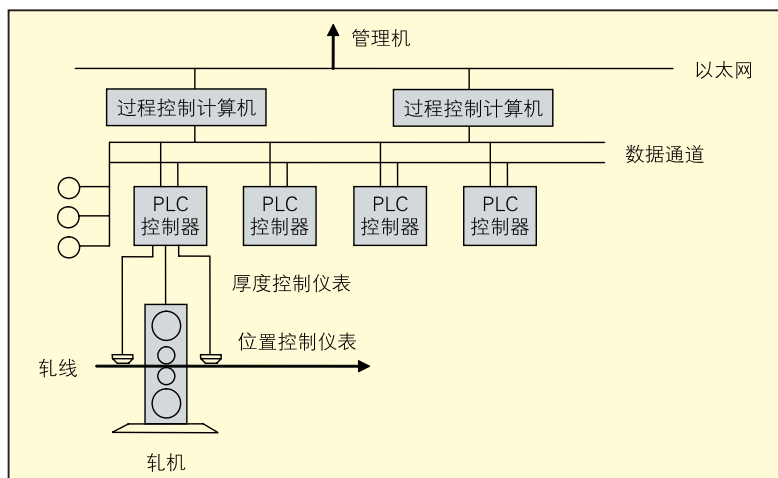 管理机
以太网
过程控制计算机
过程控制计算机
数据通道
PLC
控制器
PLC
控制器
PLC
控制器
PLC
控制器
厚度控制仪表
位置控制仪表
轧线
轧机